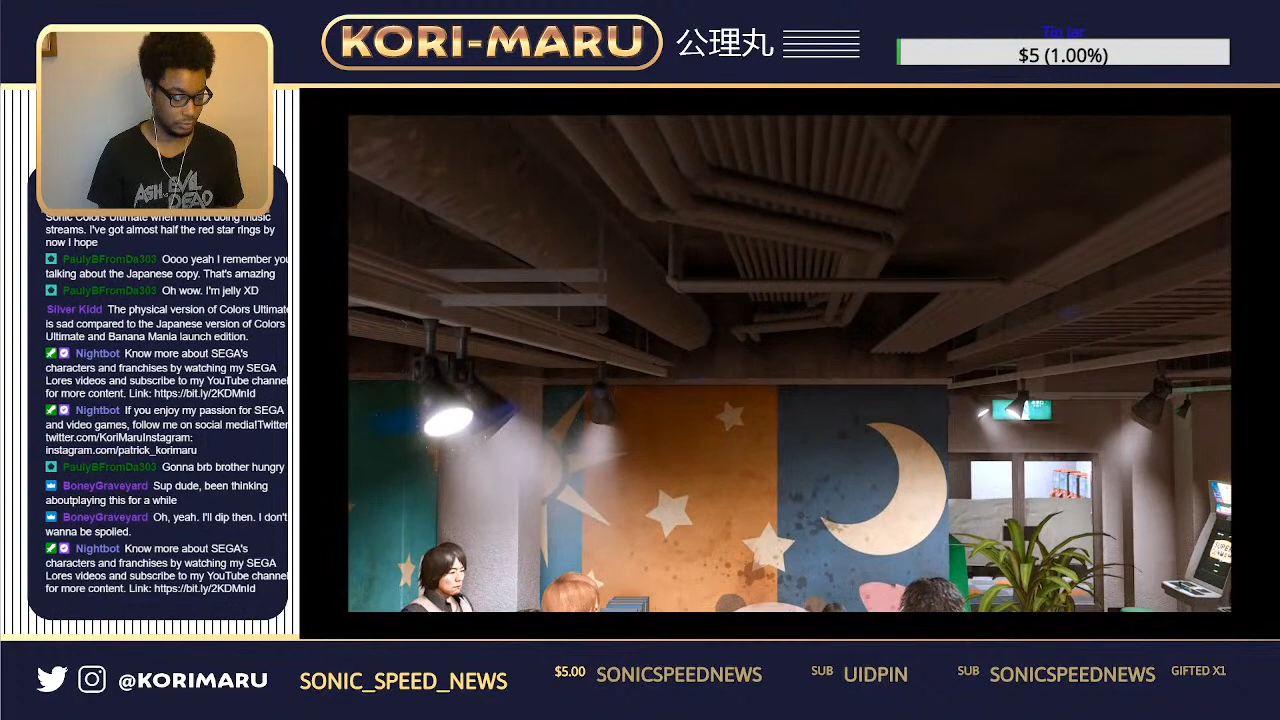 KORI-MARU
公理丸
Tip jar
$5 (1.00%)
ASH EVIL
DEAD
Sonic Colors Ultimate when I'm not doing music
streams. I've got almost half the red star rings by
now I hope
PaulyBFromDa303 Oooo yeah I remember you
talking about the Japanese copy. That's amazing
PaulyBFromDa303 Oh wow. I'm jelly XD
Silver Kidd The physical version of Colors Ultimate
is sad compared to the Japanese version of Colors
Ultimate and Banana Mania launch edition.
Nightbot Know more about SEGA's
characters and franchises by watching my SEGA
Lores videos and subscribe to my YouTube channel
for more content. Link: https://bit.ly/2KDMnId
Nightbot If you enjoy my passion for SEGA
and video games, follow me on social media!Twitter:
twitter.com/KoriMaruInstagram:
instagram.com/patrick_korimaru
PaulyBFromDa303 Gonna brb brother hungry
BoneyGraveyard Sup dude, been thinking
aboutplaying this for a while
BoneyGraveyard Oh, yeah. I'll dip then. I don't
wanna be spoiled.
Nightbot Know more about SEGA's
characters and franchises by watching my SEGA
Lores videos and subscribe to my YouTube channel
for more content. Link: https://bit.ly/2KDMnId
@KORIMARU
SONIC_SPEED_NEWS
$5.00 SONICSPEEDNEWS
SUB UIDPIN
SUB SONICSPEEDNEWS GIFTED X1